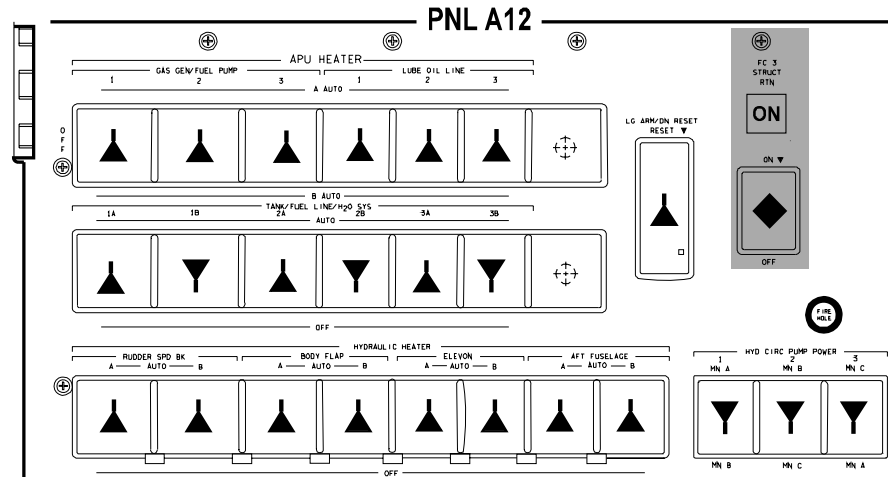 PNL A12
APU HEATER
GAS GEN/FUEL PUMP LUBE OIL LINE
1 2 3 1 2 3
A AUTO
OFF
B AUTO
TANK/FUEL LINE/H2O SYS
1A 1B 2A 2B 3A 3B
AUTO
OFF
LG ARM/DN RESET
RESET ▼
FC 3
STRUCT
RTN
ON
ON ▼
OFF
FIRE
HOLE
HYDRAULIC HEATER
RUDDER SPD BK BODY FLAP ELEVON AFT FUSELAGE
A AUTO B A AUTO B A AUTO B A AUTO B
OFF
HYD CIRC PUMP POWER
1 2 3
MN A MN B MN C
MN B MN C MN A